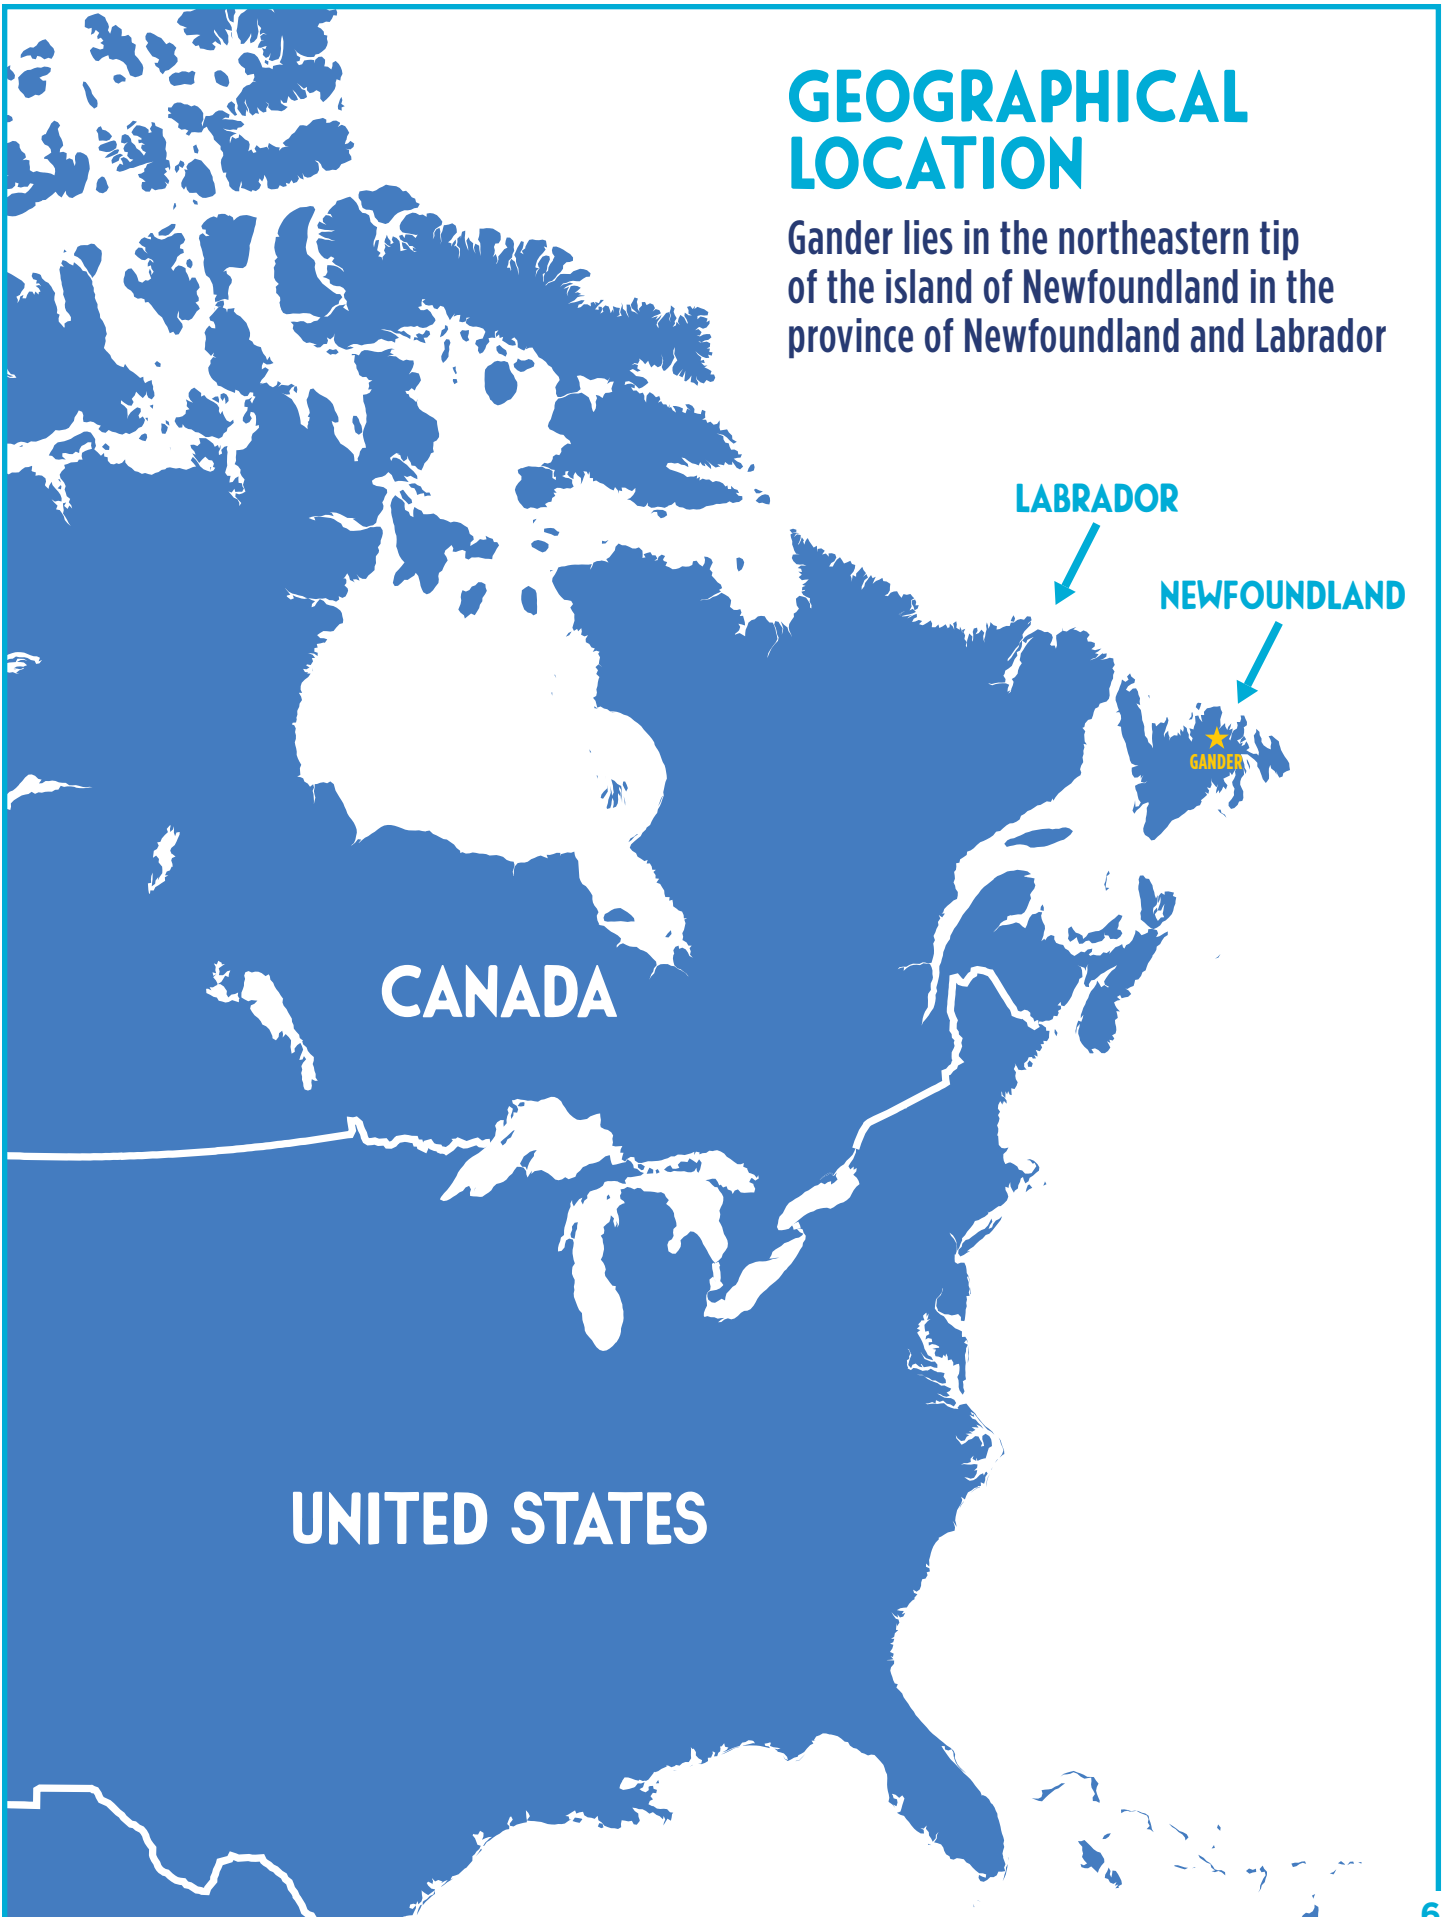 GEOGRAPHICAL
LOCATION
Gander lies in the northeastern tip
of the island of Newfoundland in the
province of Newfoundland and Labrador
LABRADOR
NEWFOUNDLAND
GANDER
CANADA
UNITED STATES
6